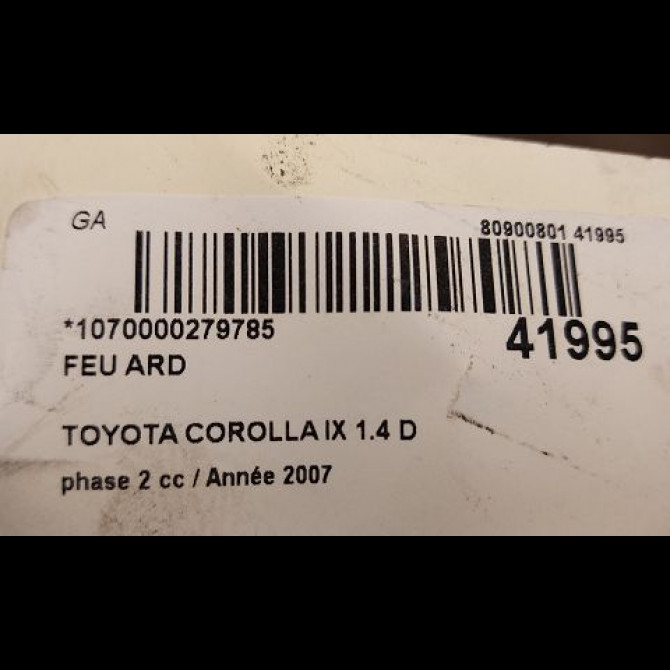 GA
80900801 41995
*1070000279785
41995
FEU ARD
TOYOTA COROLLA IX 1.4 D
phase 2 cc / Année 2007